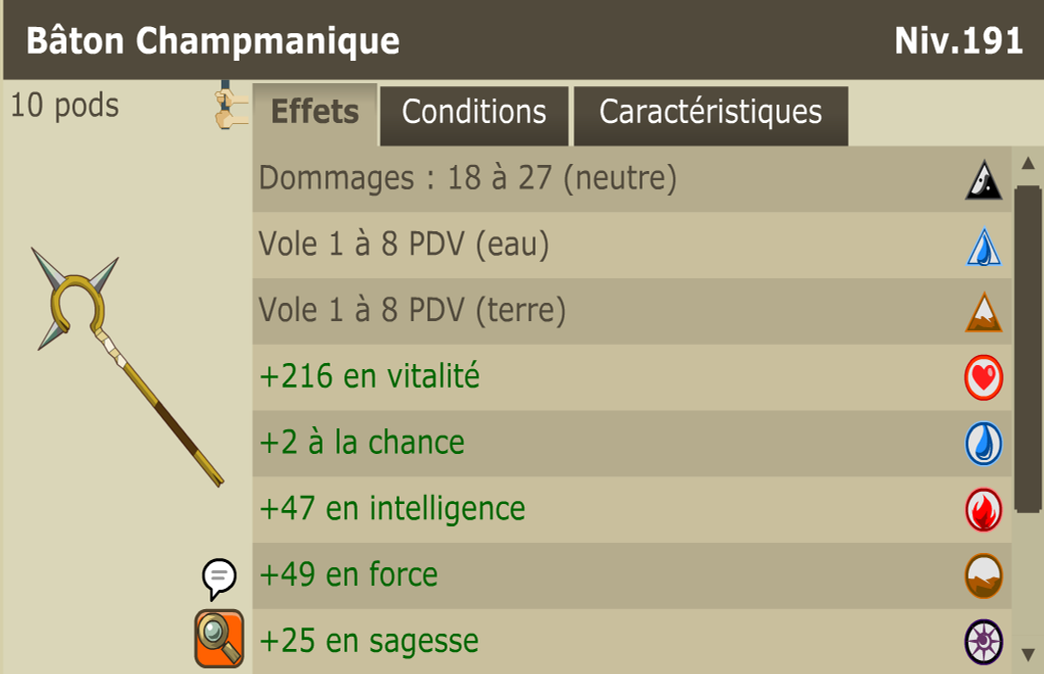 Bâton Champmanique
Niv.191
10 pods
Effets
Conditions
Caractéristiques
Dommages : 18 à 27 (neutre)
Vole 1 à 8 PDV (eau)
Vole 1 à 8 PDV (terre)
+216 en vitalité
+2 à la chance
+47 en intelligence
+49 en force
+25 en sagesse